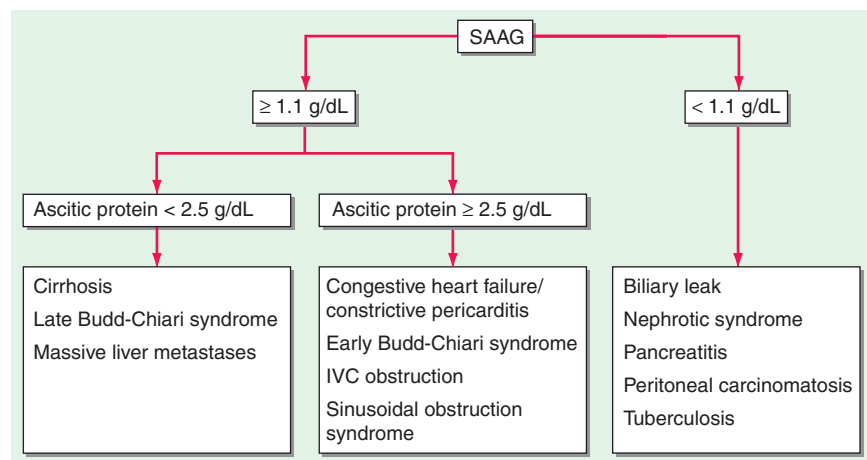 SAAG
≥ 1.1 g/dL
< 1.1 g/dL
Ascitic protein < 2.5 g/dL
Ascitic protein ≥ 2.5 g/dL
Cirrhosis
Late Budd-Chiari syndrome
Massive liver metastases
Congestive heart failure/
constrictive pericarditis
Early Budd-Chiari syndrome
IVC obstruction
Sinusoidal obstruction
syndrome
Biliary leak
Nephrotic syndrome
Pancreatitis
Peritoneal carcinomatosis
Tuberculosis